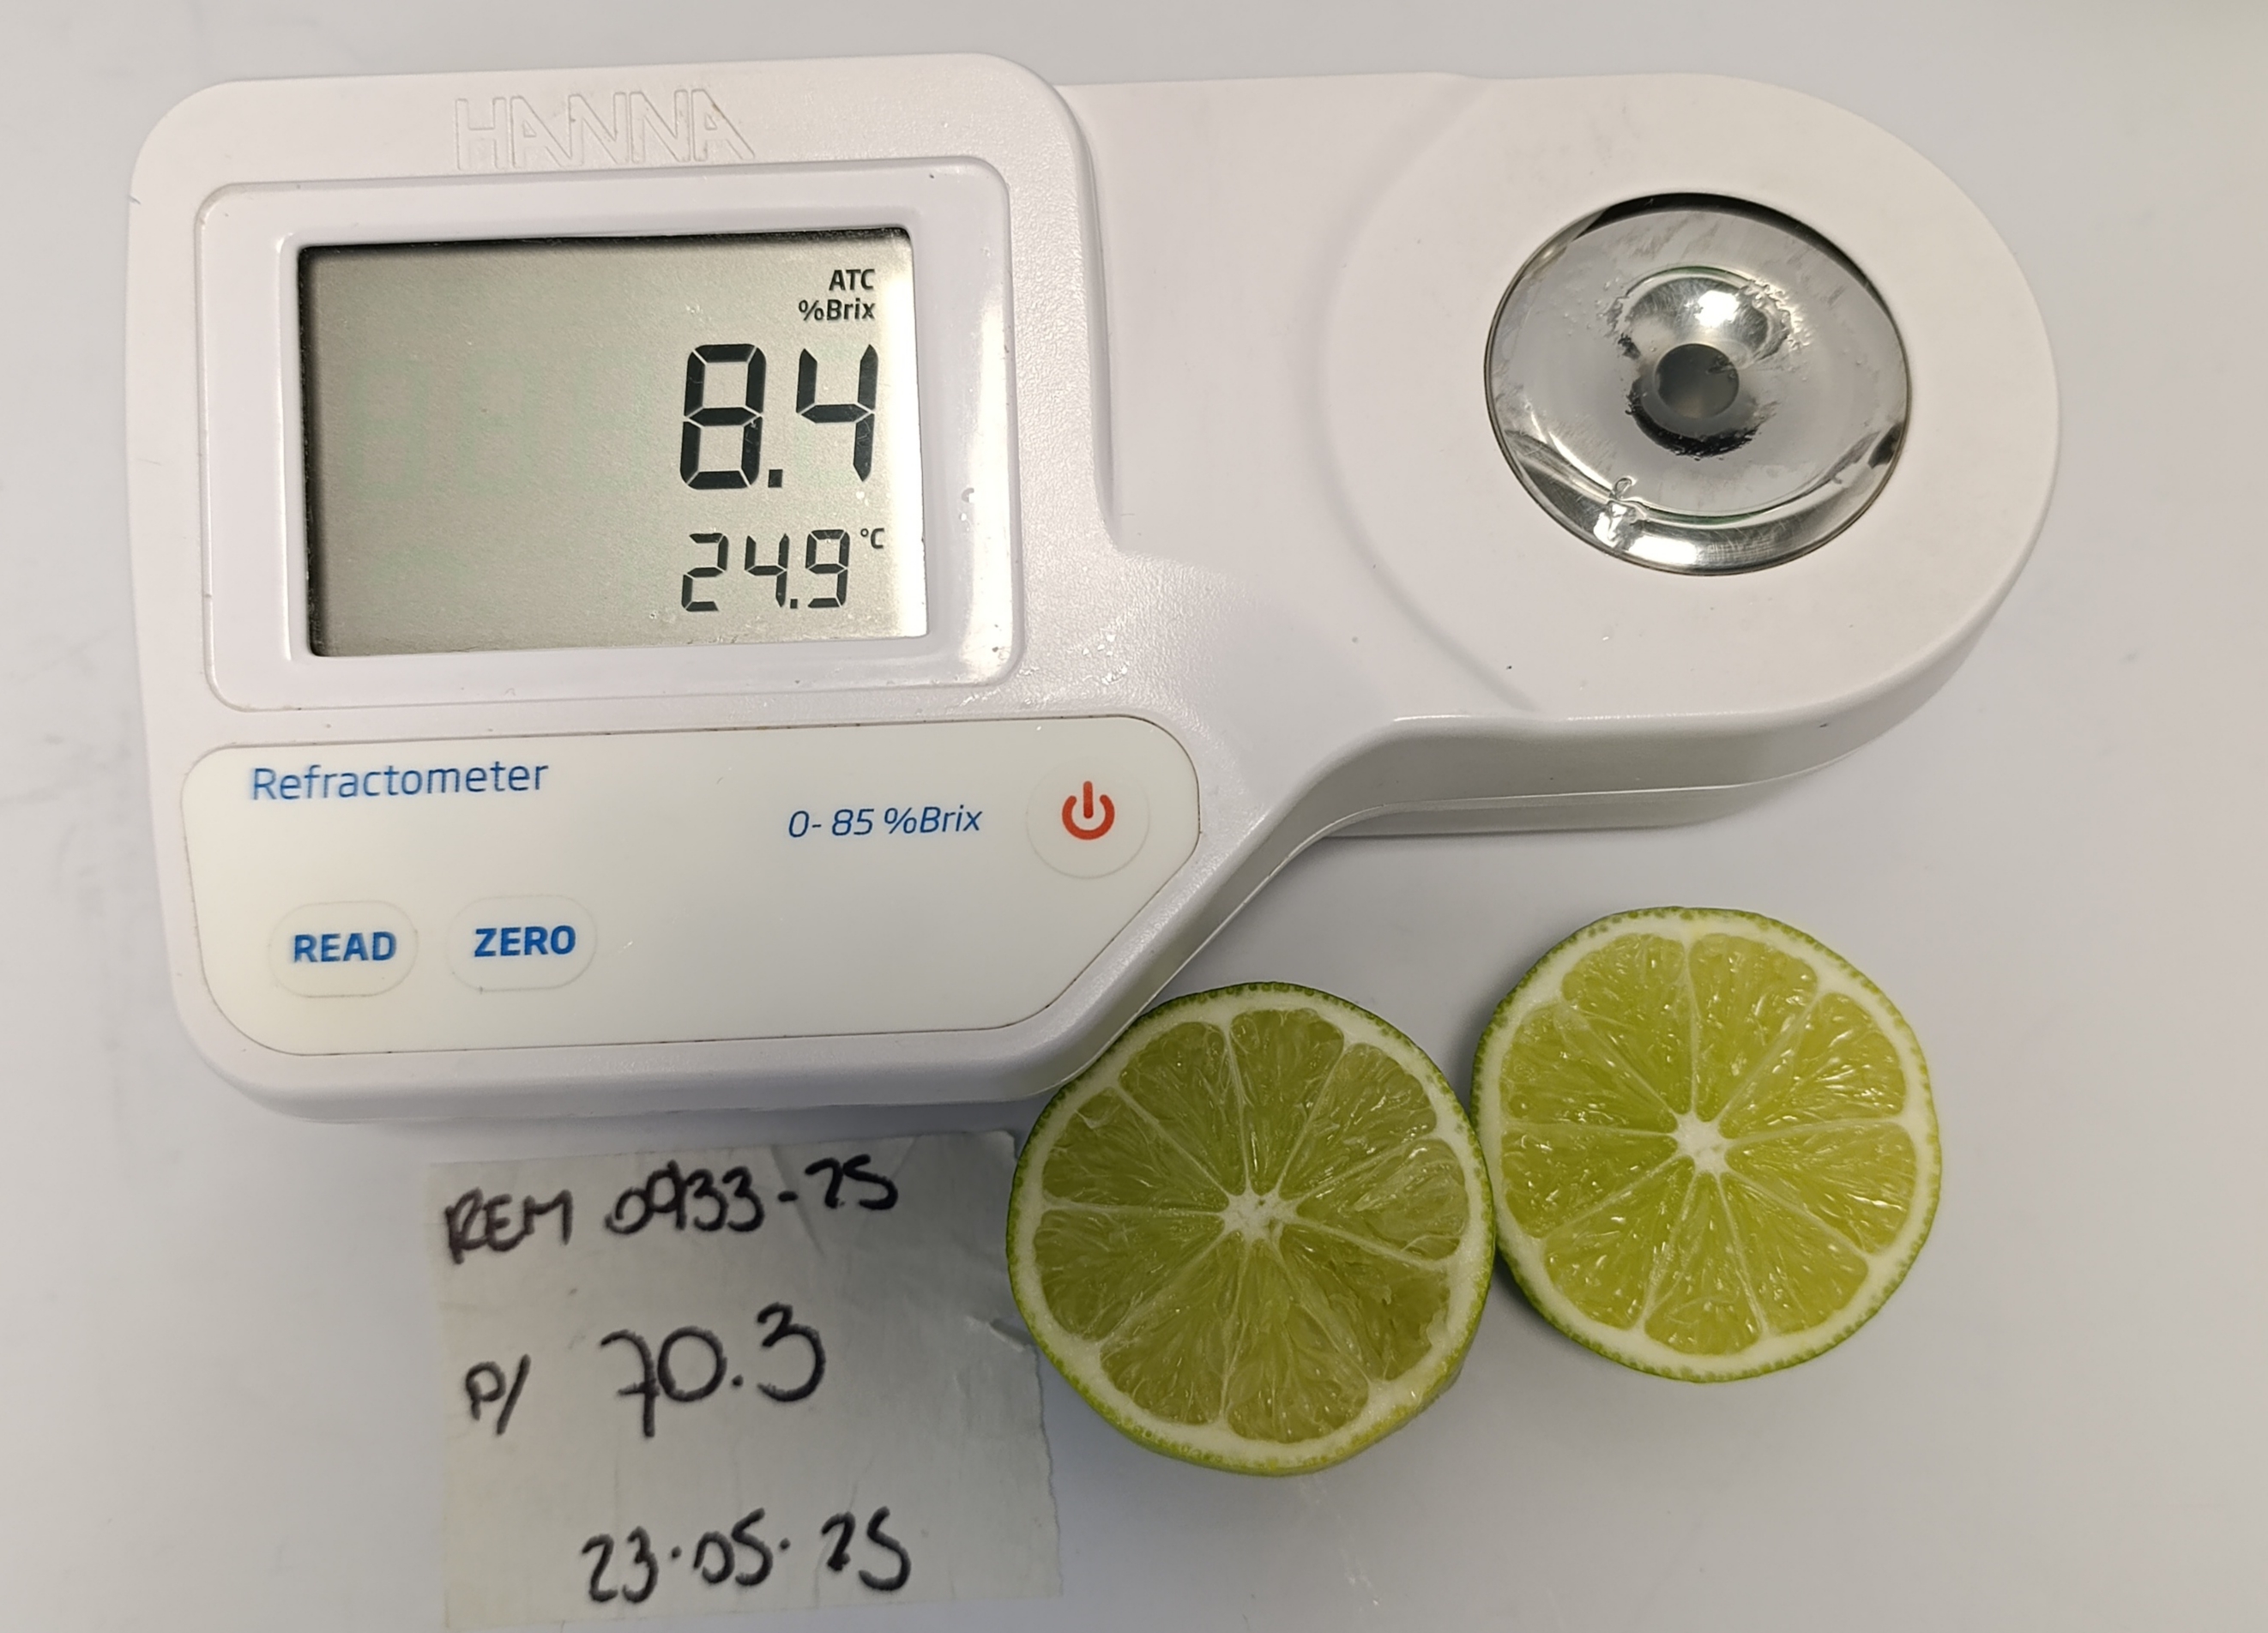 HANNA
ATC
%Brix
8.4
24.9 °C
Refractometer
0- 85 %Brix
READ
ZERO
REM 0933-25
P/ 70.3
23.05.25